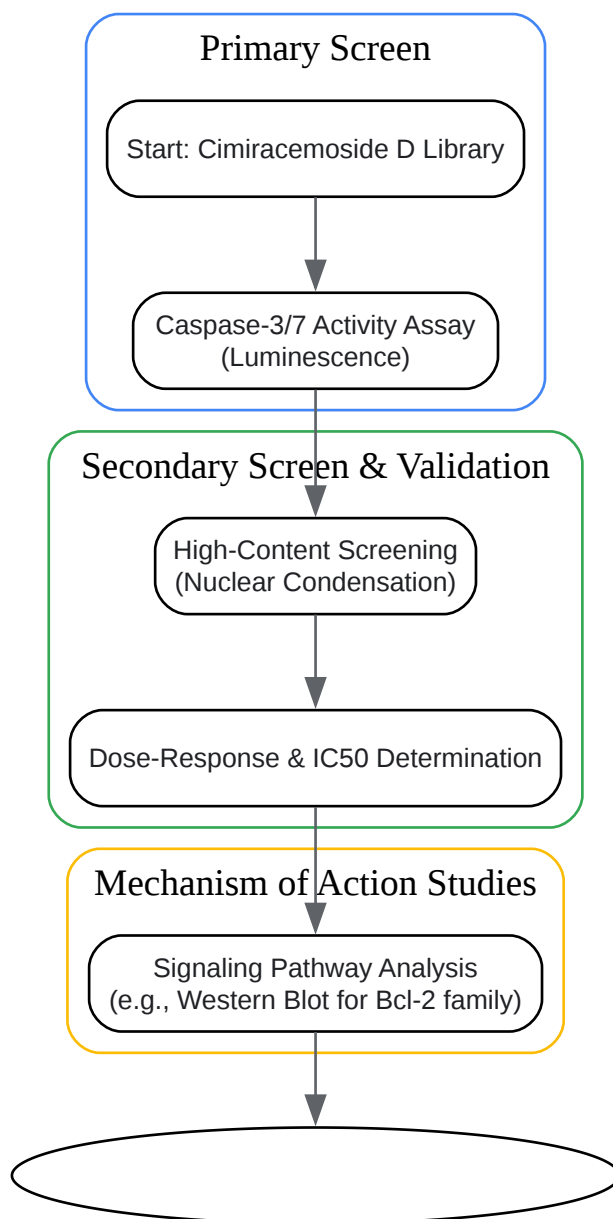 Primary Screen
Start: Cimiracemoside D Library
Caspase-3/7 Activity Assay
(Luminescence)
Secondary Screen & Validation
High-Content Screening
(Nuclear Condensation)
Dose-Response & IC50 Determination
Mechanism of Action Studies
Signaling Pathway Analysis
(e.g., Western Blot for Bcl-2 family)